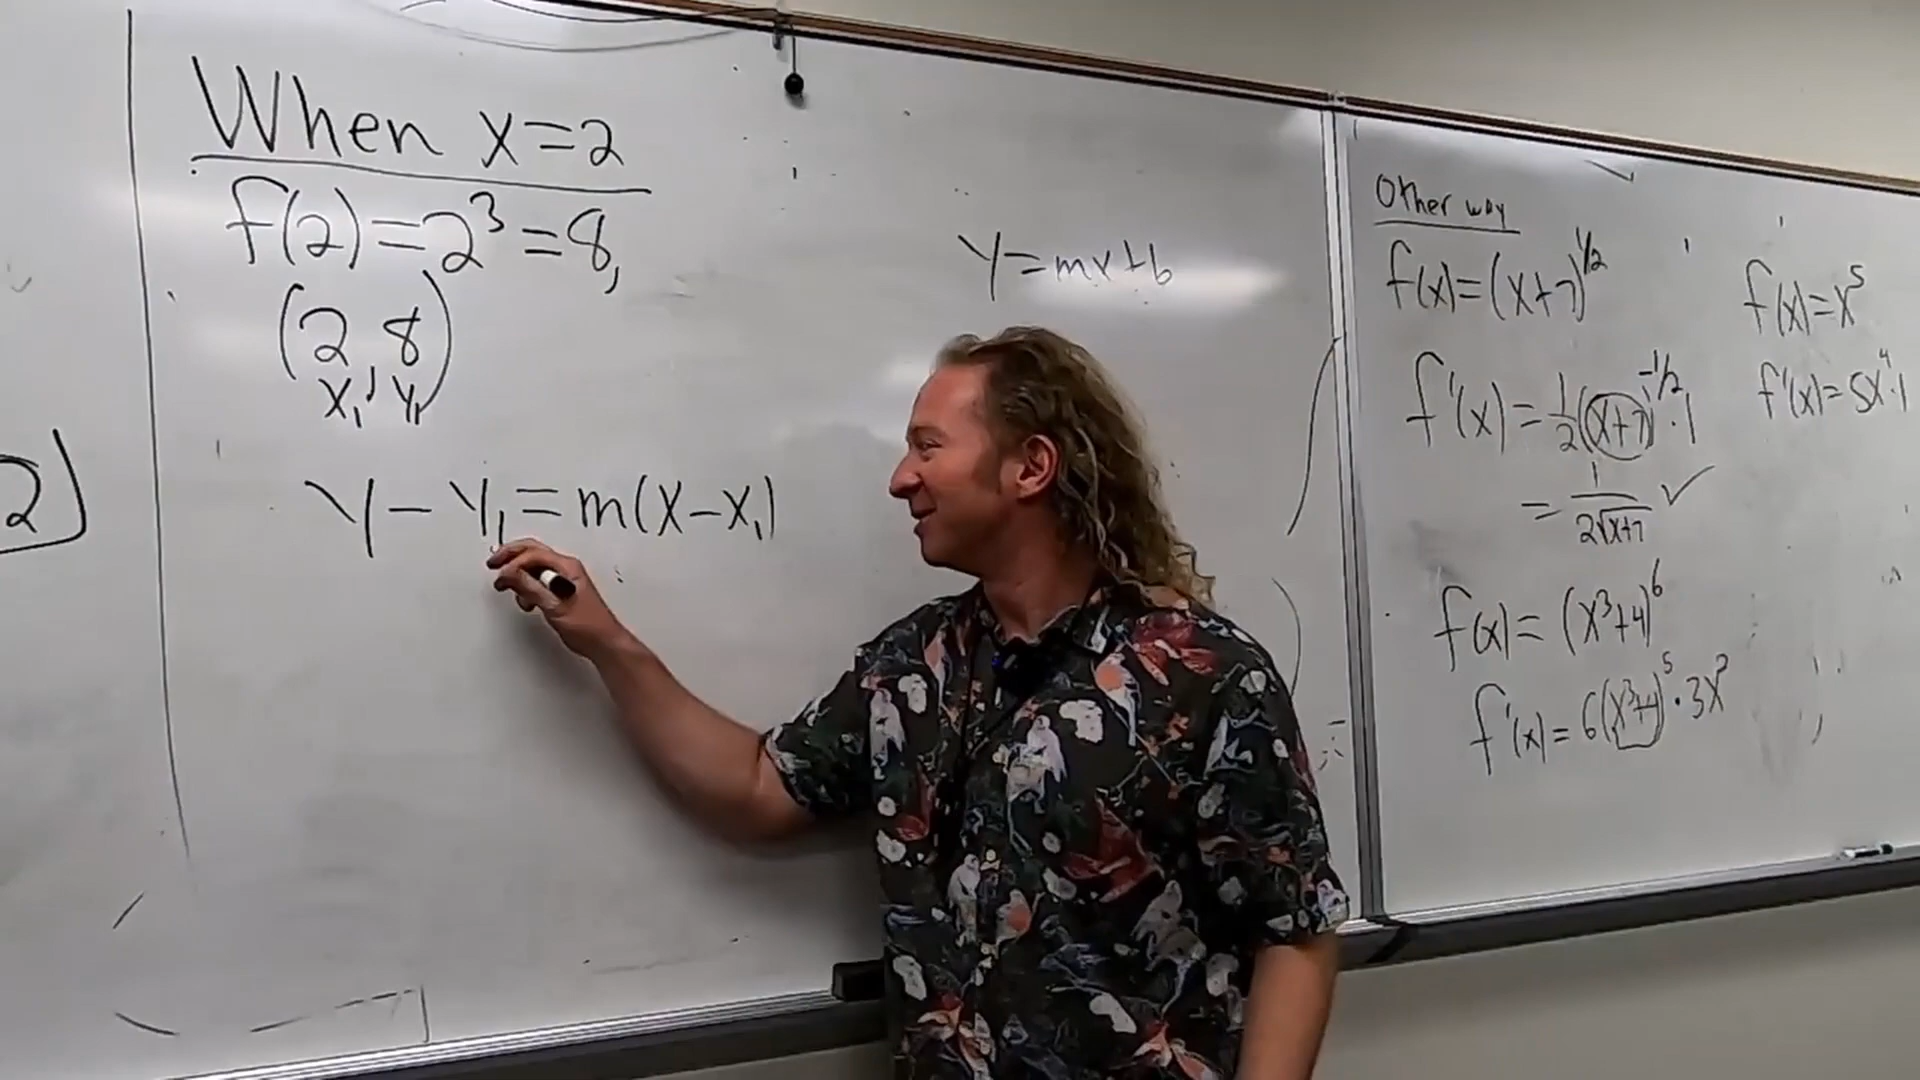 2)
When x=2
f(2)=2³=8,
(2, 8)
x₁, y₁
y - y₁ = m(x-x₁)
y=mx+b
Other way
f(x)=(x+7)^1/2
f'(x)=1/2(x+7)^-1/2 · 1
= 1/2√x+7 ✓
f(x)=(x³+4)⁶
f'(x)=6(x³+4)⁵·3x²
f(x)=x⁵
f'(x)=5x⁴·1